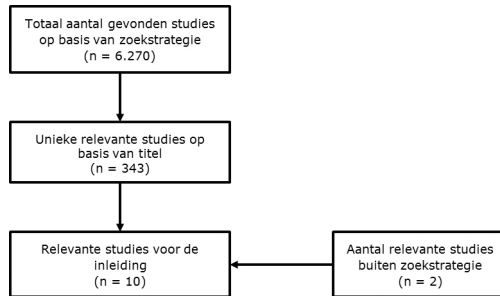 Totaal aantal gevonden studies
op basis van zoekstrategie
(n = 6.270)
Unieke relevante studies op
basis van titel
(n = 343)
Relevante studies voor de
inleiding
(n = 10)
Aantal relevante studies
buiten zoekstrategie
(n = 2)